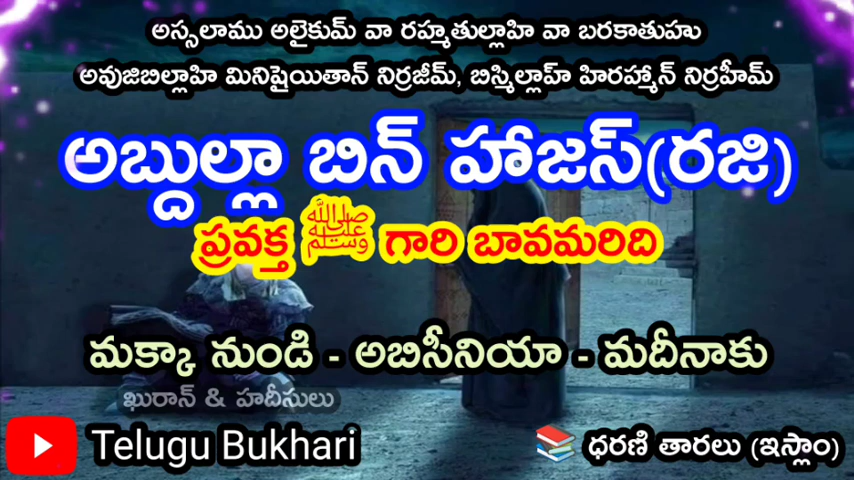 అస్సలాము అలైకుమ్ వా రహ్మతుల్లాహి వా బరకాతుహు
అవుజిబిల్లాహి మినిషైయితాన్ నిర్రజీమ్, బిస్మిల్లాహ్ హిరహ్మాన్ నిర్రహీమ్
అబ్దుల్లా బిన్ హాజస్(రజి)
ప్రవక్త ﷺ గారి బావమరిది
మక్కా నుండి - అబిసీనియా - మదీనాకు
ఖురాన్ & హదీసులు
Telugu Bukhari
📚 ధరణి తారలు (ఇస్లాం)